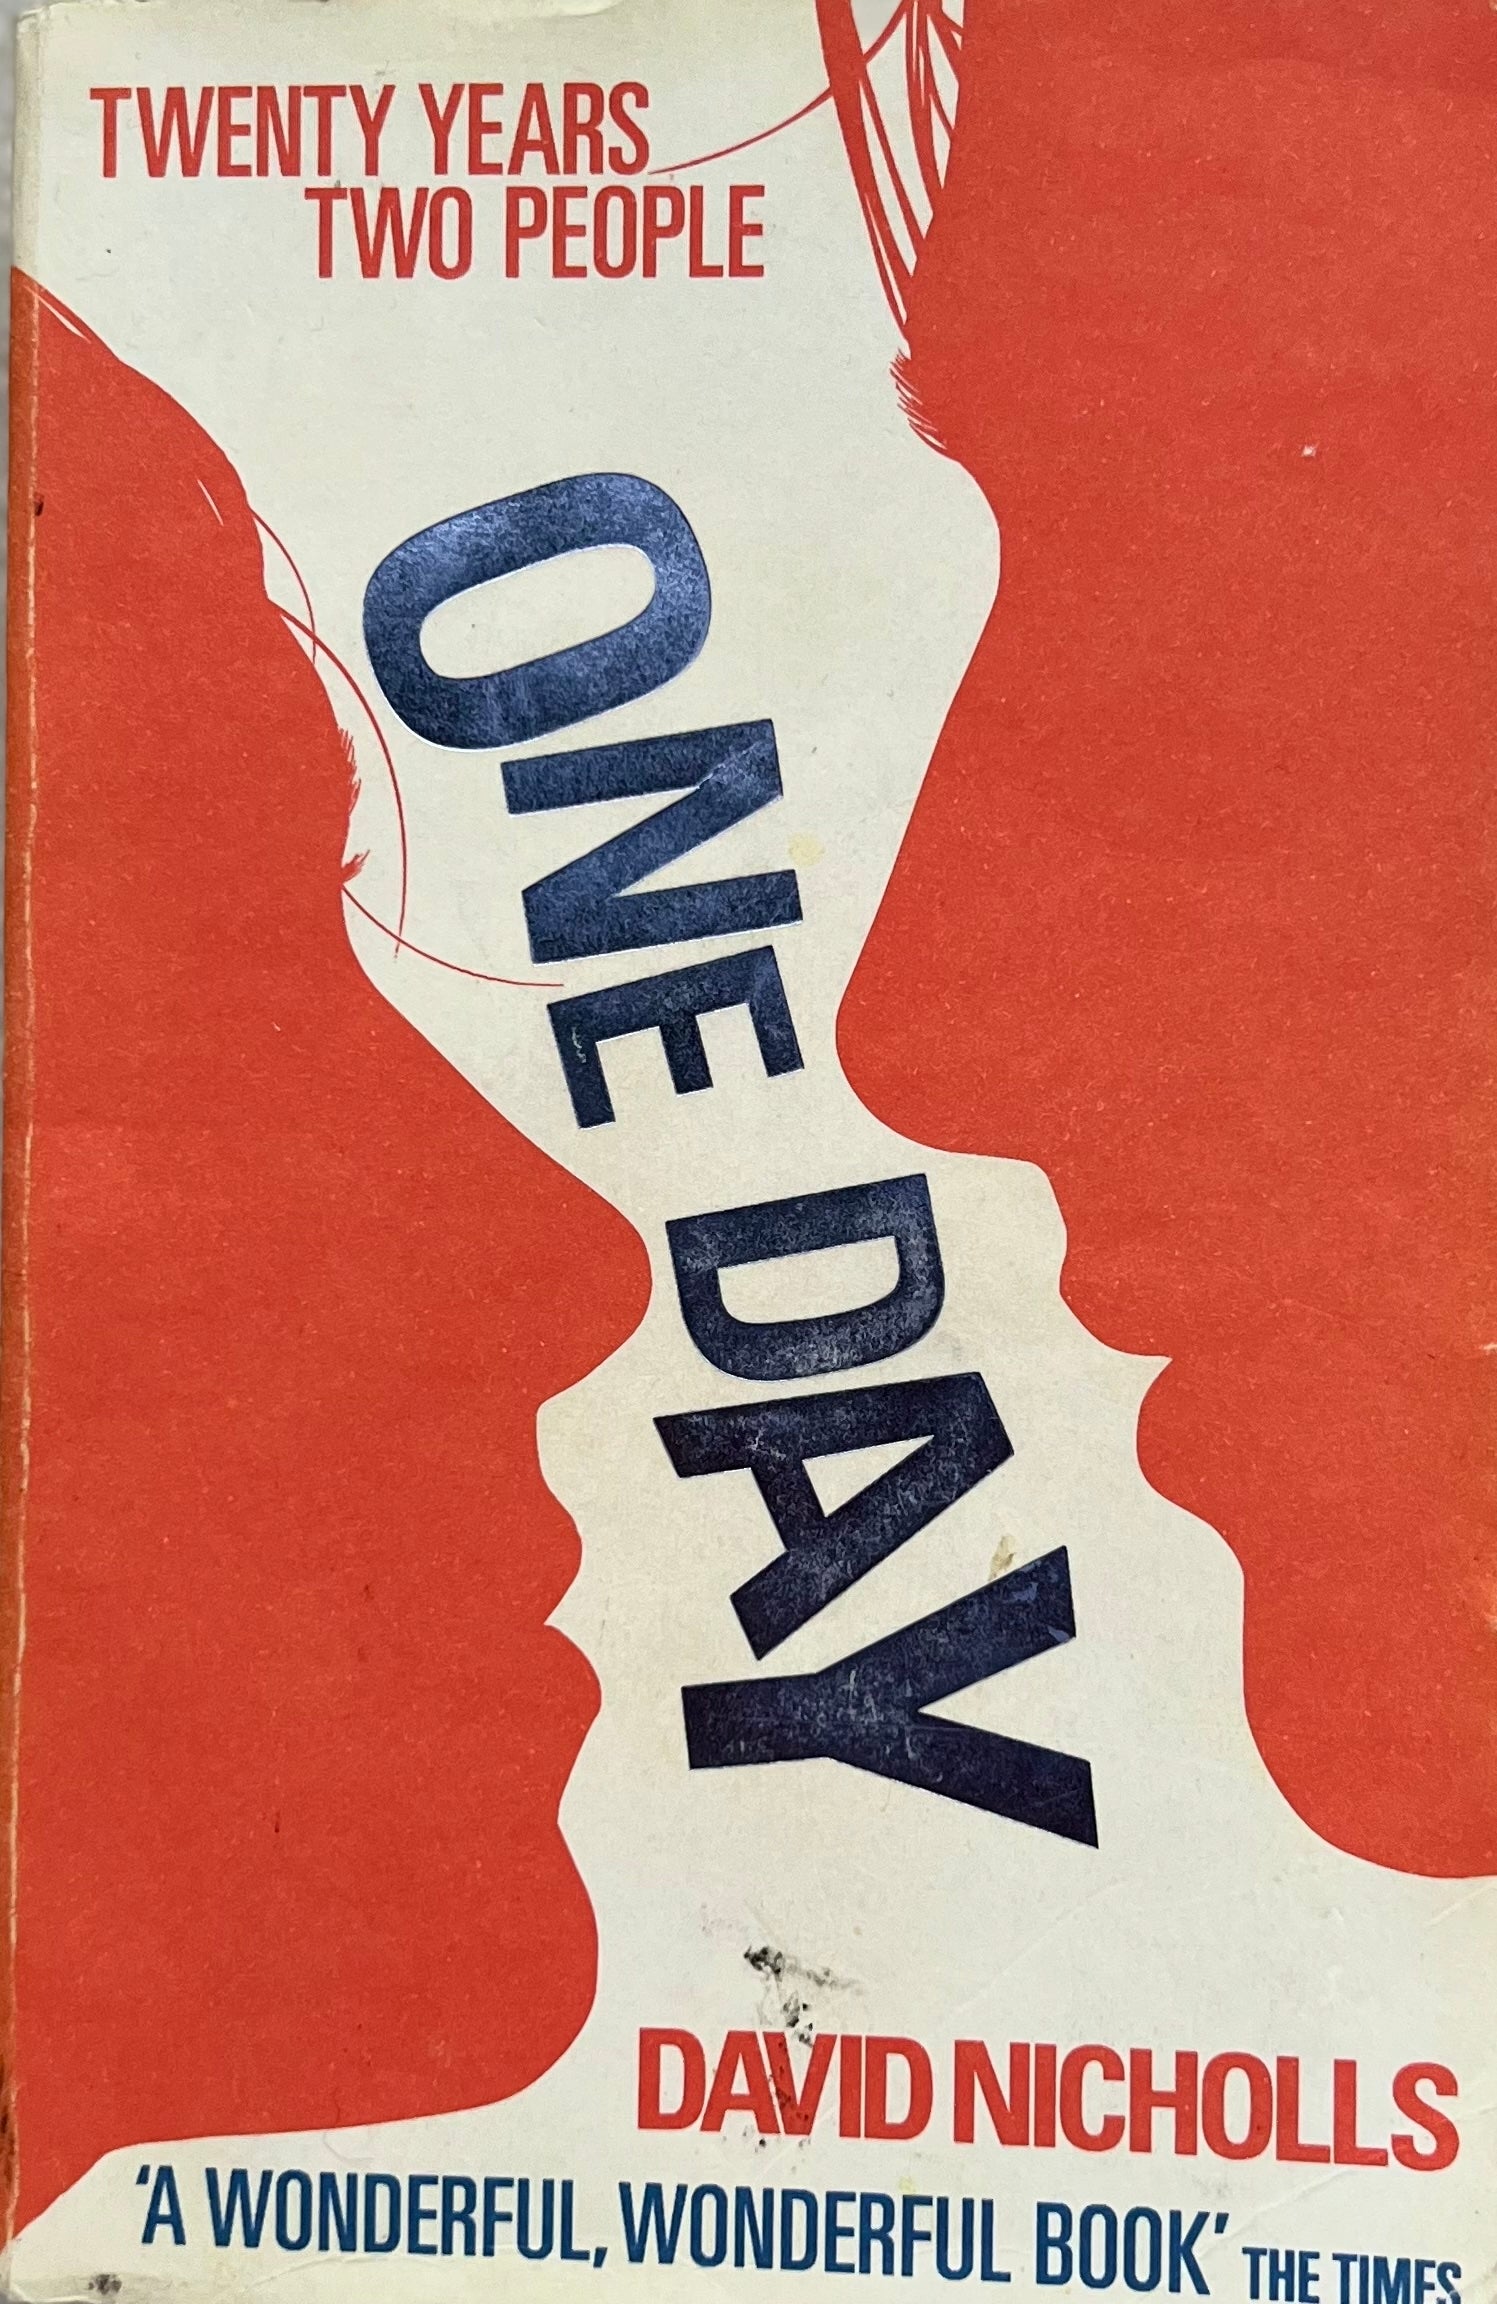 TWENTY YEARS
TWO PEOPLE
ONE DAY
DAVID NICHOLLS
'A WONDERFUL, WONDERFUL BOOK' THE TIMES